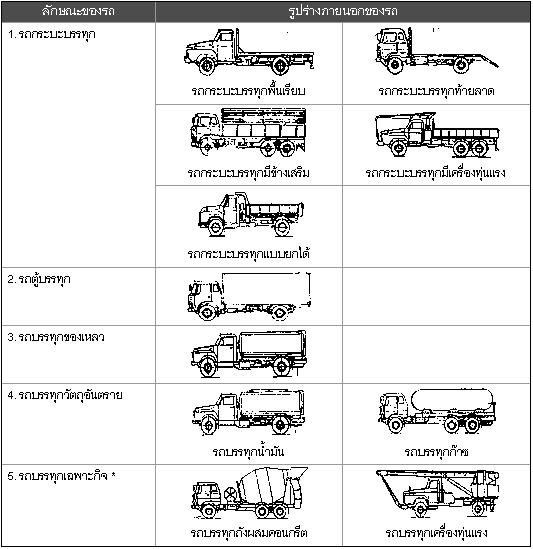 ลักษณะของรถ
รูปร่างภายนอกของรถ
1. รถกระบะบรรทุก
รถกระบะบรรทุกพื้นเรียบ
รถกระบะบรรทุกท้ายลาด
รถกระบะบรรทุกมีข้างเสริม
รถกระบะบรรทุกมีเครื่องทุ่นแรง
รถกระบะบรรทุกแบบยกได้
2. รถตู้บรรทุก
3. รถบรรทุกของเหลว
4. รถบรรทุกวัตถุอันตราย
รถบรรทุกน้ำมัน
รถบรรทุกก๊าซ
5. รถบรรทุกเฉพาะกิจ *
รถบรรทุกถังผสมคอนกรีต
รถบรรทุกเครื่องทุ่นแรง